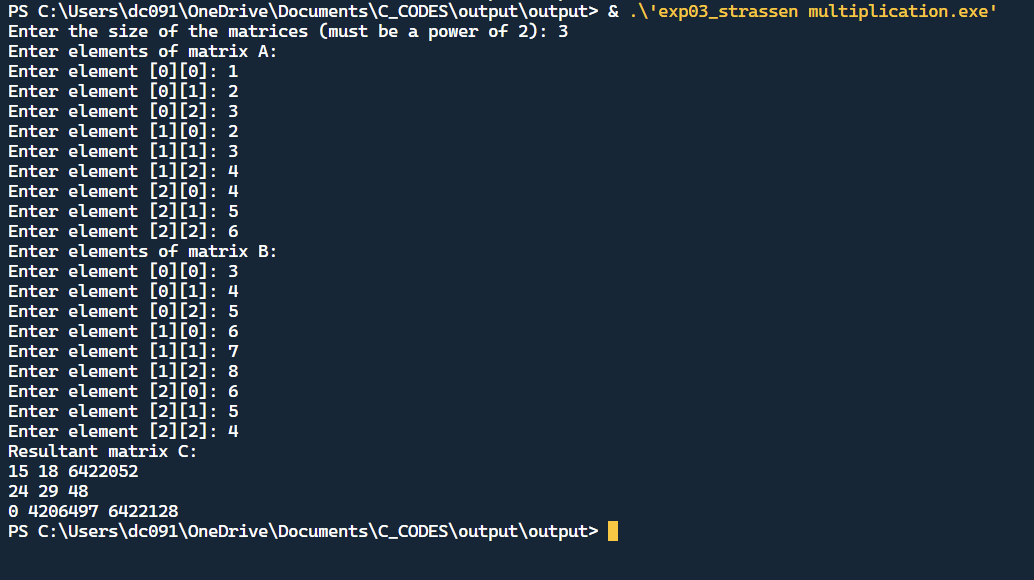 PS C:\Users\dc091\OneDrive\Documents\C_CODES\output\output> & .\'exp03_strassen multiplication.exe'
Enter the size of the matrices (must be a power of 2): 3
Enter elements of matrix A:
Enter element [0][0]: 1
Enter element [0][1]: 2
Enter element [0][2]: 3
Enter element [1][0]: 2
Enter element [1][1]: 3
Enter element [1][2]: 4
Enter element [2][0]: 4
Enter element [2][1]: 5
Enter element [2][2]: 6
Enter elements of matrix B:
Enter element [0][0]: 3
Enter element [0][1]: 4
Enter element [0][2]: 5
Enter element [1][0]: 6
Enter element [1][1]: 7
Enter element [1][2]: 8
Enter element [2][0]: 6
Enter element [2][1]: 5
Enter element [2][2]: 4
Resultant matrix C:
15 18 6422052
24 29 48
0 4206497 6422128
PS C:\Users\dc091\OneDrive\Documents\C_CODES\output\output>